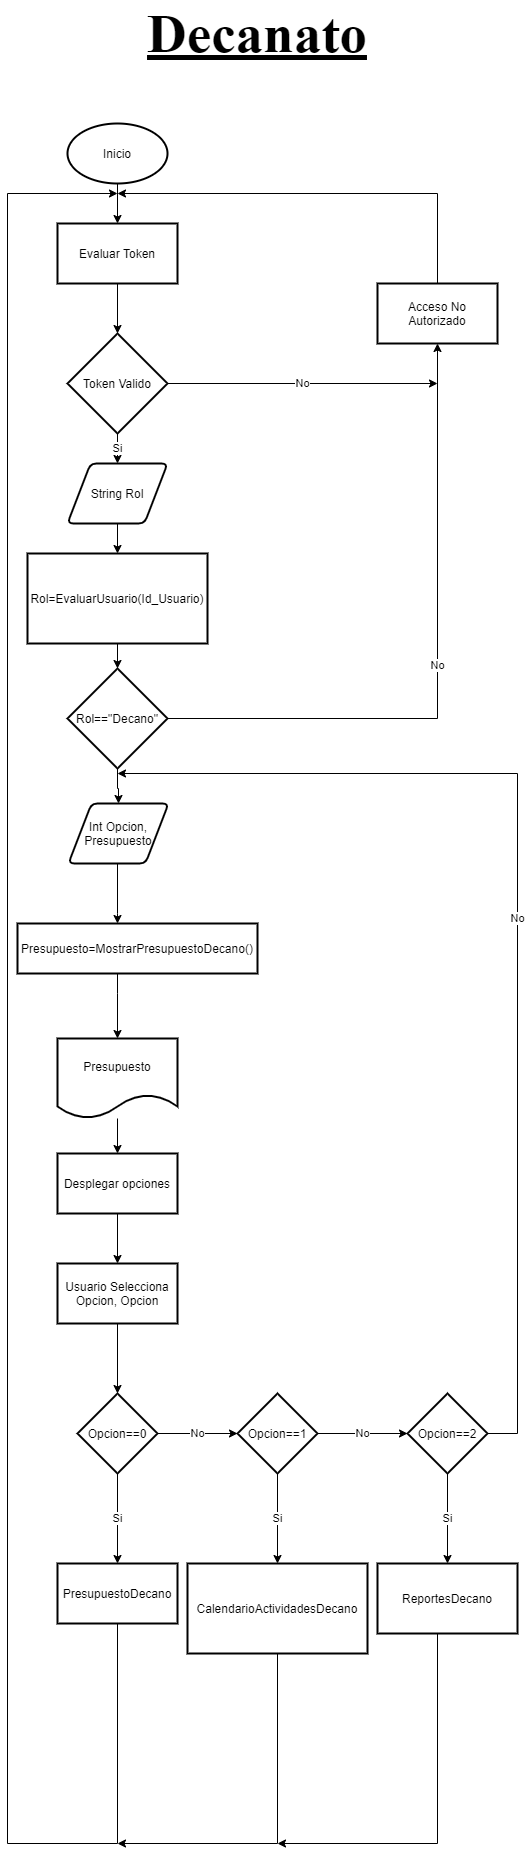 Decanato
Inicio
Evaluar Token
Acceso No
Autorizado
Token Valido
No
Si
String Rol
Rol=EvaluarUsuario(Id_Usuario)
No
Rol=="Decano"
Int Opcion,
Presupuesto
No
Presupuesto=MostrarPresupuestoDecano()
Presupuesto
Desplegar opciones
Usuario Selecciona
Opcion, Opcion
Opcion==0
No
Opcion==1
No
Opcion==2
Si
Si
Si
PresupuestoDecano
CalendarioActividadesDecano
ReportesDecano